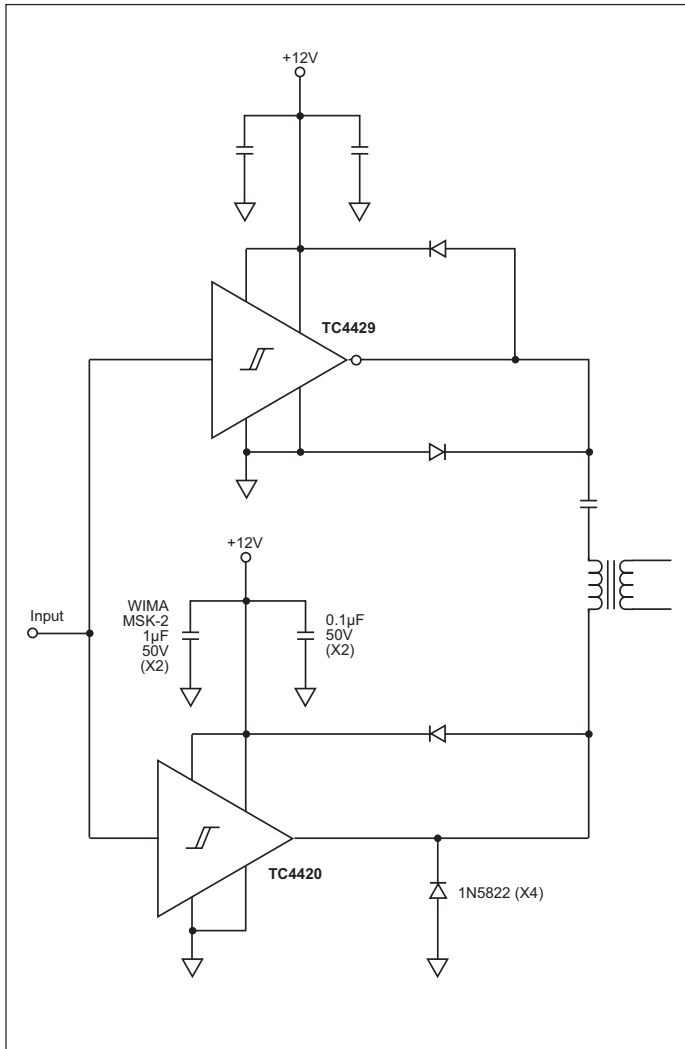 +12V
TC4429
+12V
WIMA
MSK-2
1µF
50V
(X2)
0.1µF
50V
(X2)
Input
TC4420
1N5822 (X4)